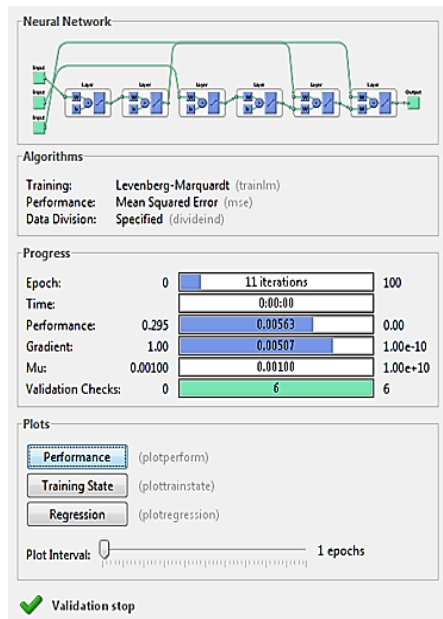 Neural Network
Input
Input
Input
Layer Layer Layer Layer Layer Layer
Output
W W W W W W
b b b b b b
Algorithms
Training: Levenberg-Marquardt (trainlm)
Performance: Mean Squared Error (mse)
Data Division: Specified (divideind)
Progress
Epoch: 0 11 iterations 100
Time: 0:00:00
Performance: 0.295 0.00563 0.00
Gradient: 1.00 0.00507 1.00e-10
Mu: 0.00100 0.00100 1.00e+10
Validation Checks: 0 6 6
Plots
Performance (plotperform)
Training State (plottrainstate)
Regression (plotregression)
Plot Interval: 1 epochs
Validation stop